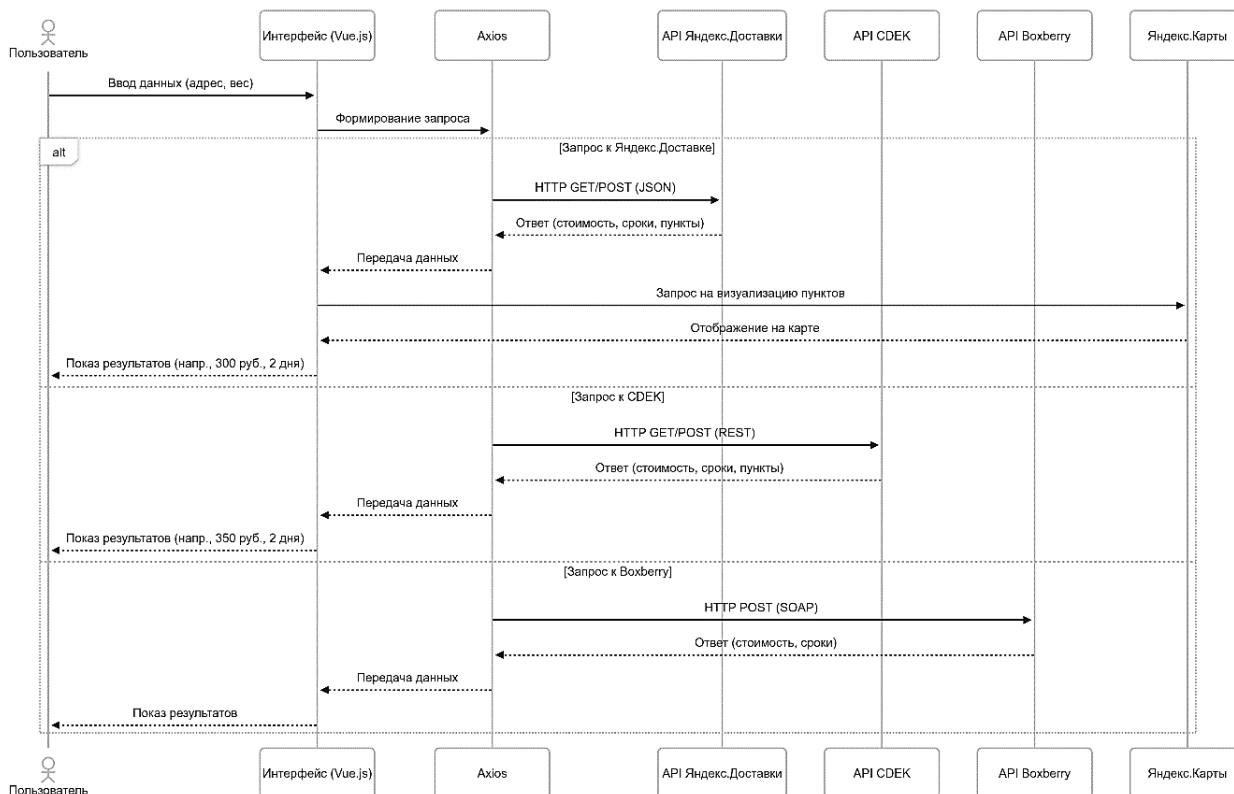 Пользователь
Интерфейс (Vue.js)
Axios
API Яндекс.Доставки
API CDEK
API Boxberry
Яндекс.Карты
Ввод данных (адрес, вес)
Формирование запроса
alt
[Запрос к Яндекс.Доставке]
HTTP GET/POST (JSON)
Ответ (стоимость, сроки, пункты)
Передача данных
Запрос на визуализацию пунктов
Отображение на карте
Показ результатов (напр., 300 руб., 2 дня)
[Запрос к CDEK]
HTTP GET/POST (REST)
Ответ (стоимость, сроки, пункты)
Передача данных
Показ результатов (напр., 350 руб., 2 дня)
[Запрос к Boxberry]
HTTP POST (SOAP)
Ответ (стоимость, сроки)
Передача данных
Показ результатов
Пользователь
Интерфейс (Vue.js)
Axios
API Яндекс.Доставки
API CDEK
API Boxberry
Яндекс.Карты